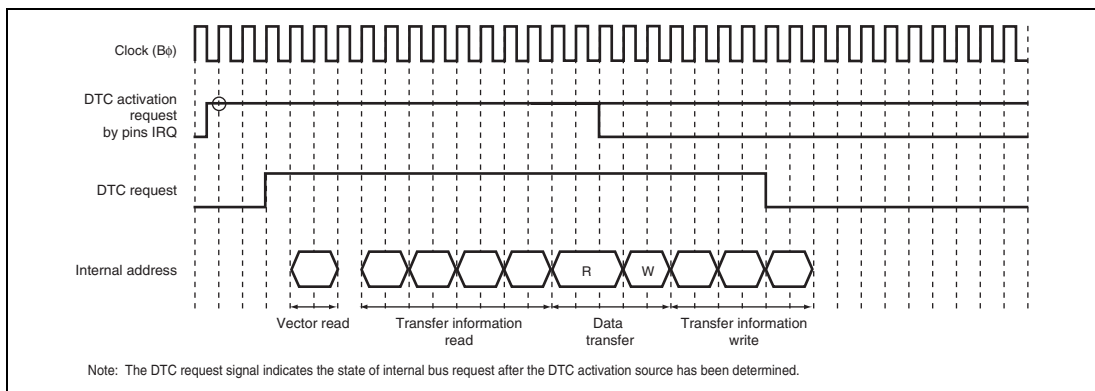 Clock (Bφ)
DTC activation
request
by pins IRQ
DTC request
Internal address
R
W
Vector read
Transfer information
read
Data
transfer
Transfer information
write
Note: The DTC request signal indicates the state of internal bus request after the DTC activation source has been determined.